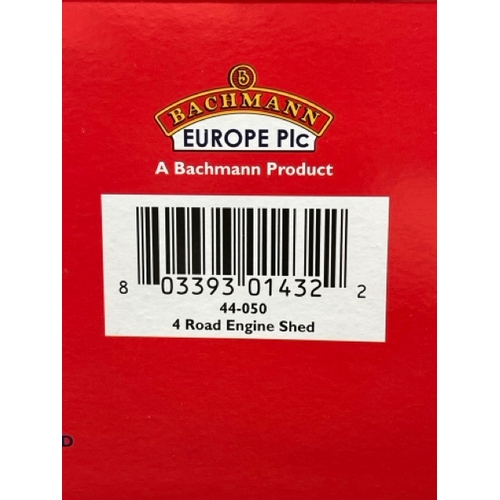 B
BACHMANN
EUROPE Plc
A Bachmann Product
8 03393 01432 2
44-050
4 Road Engine Shed
D